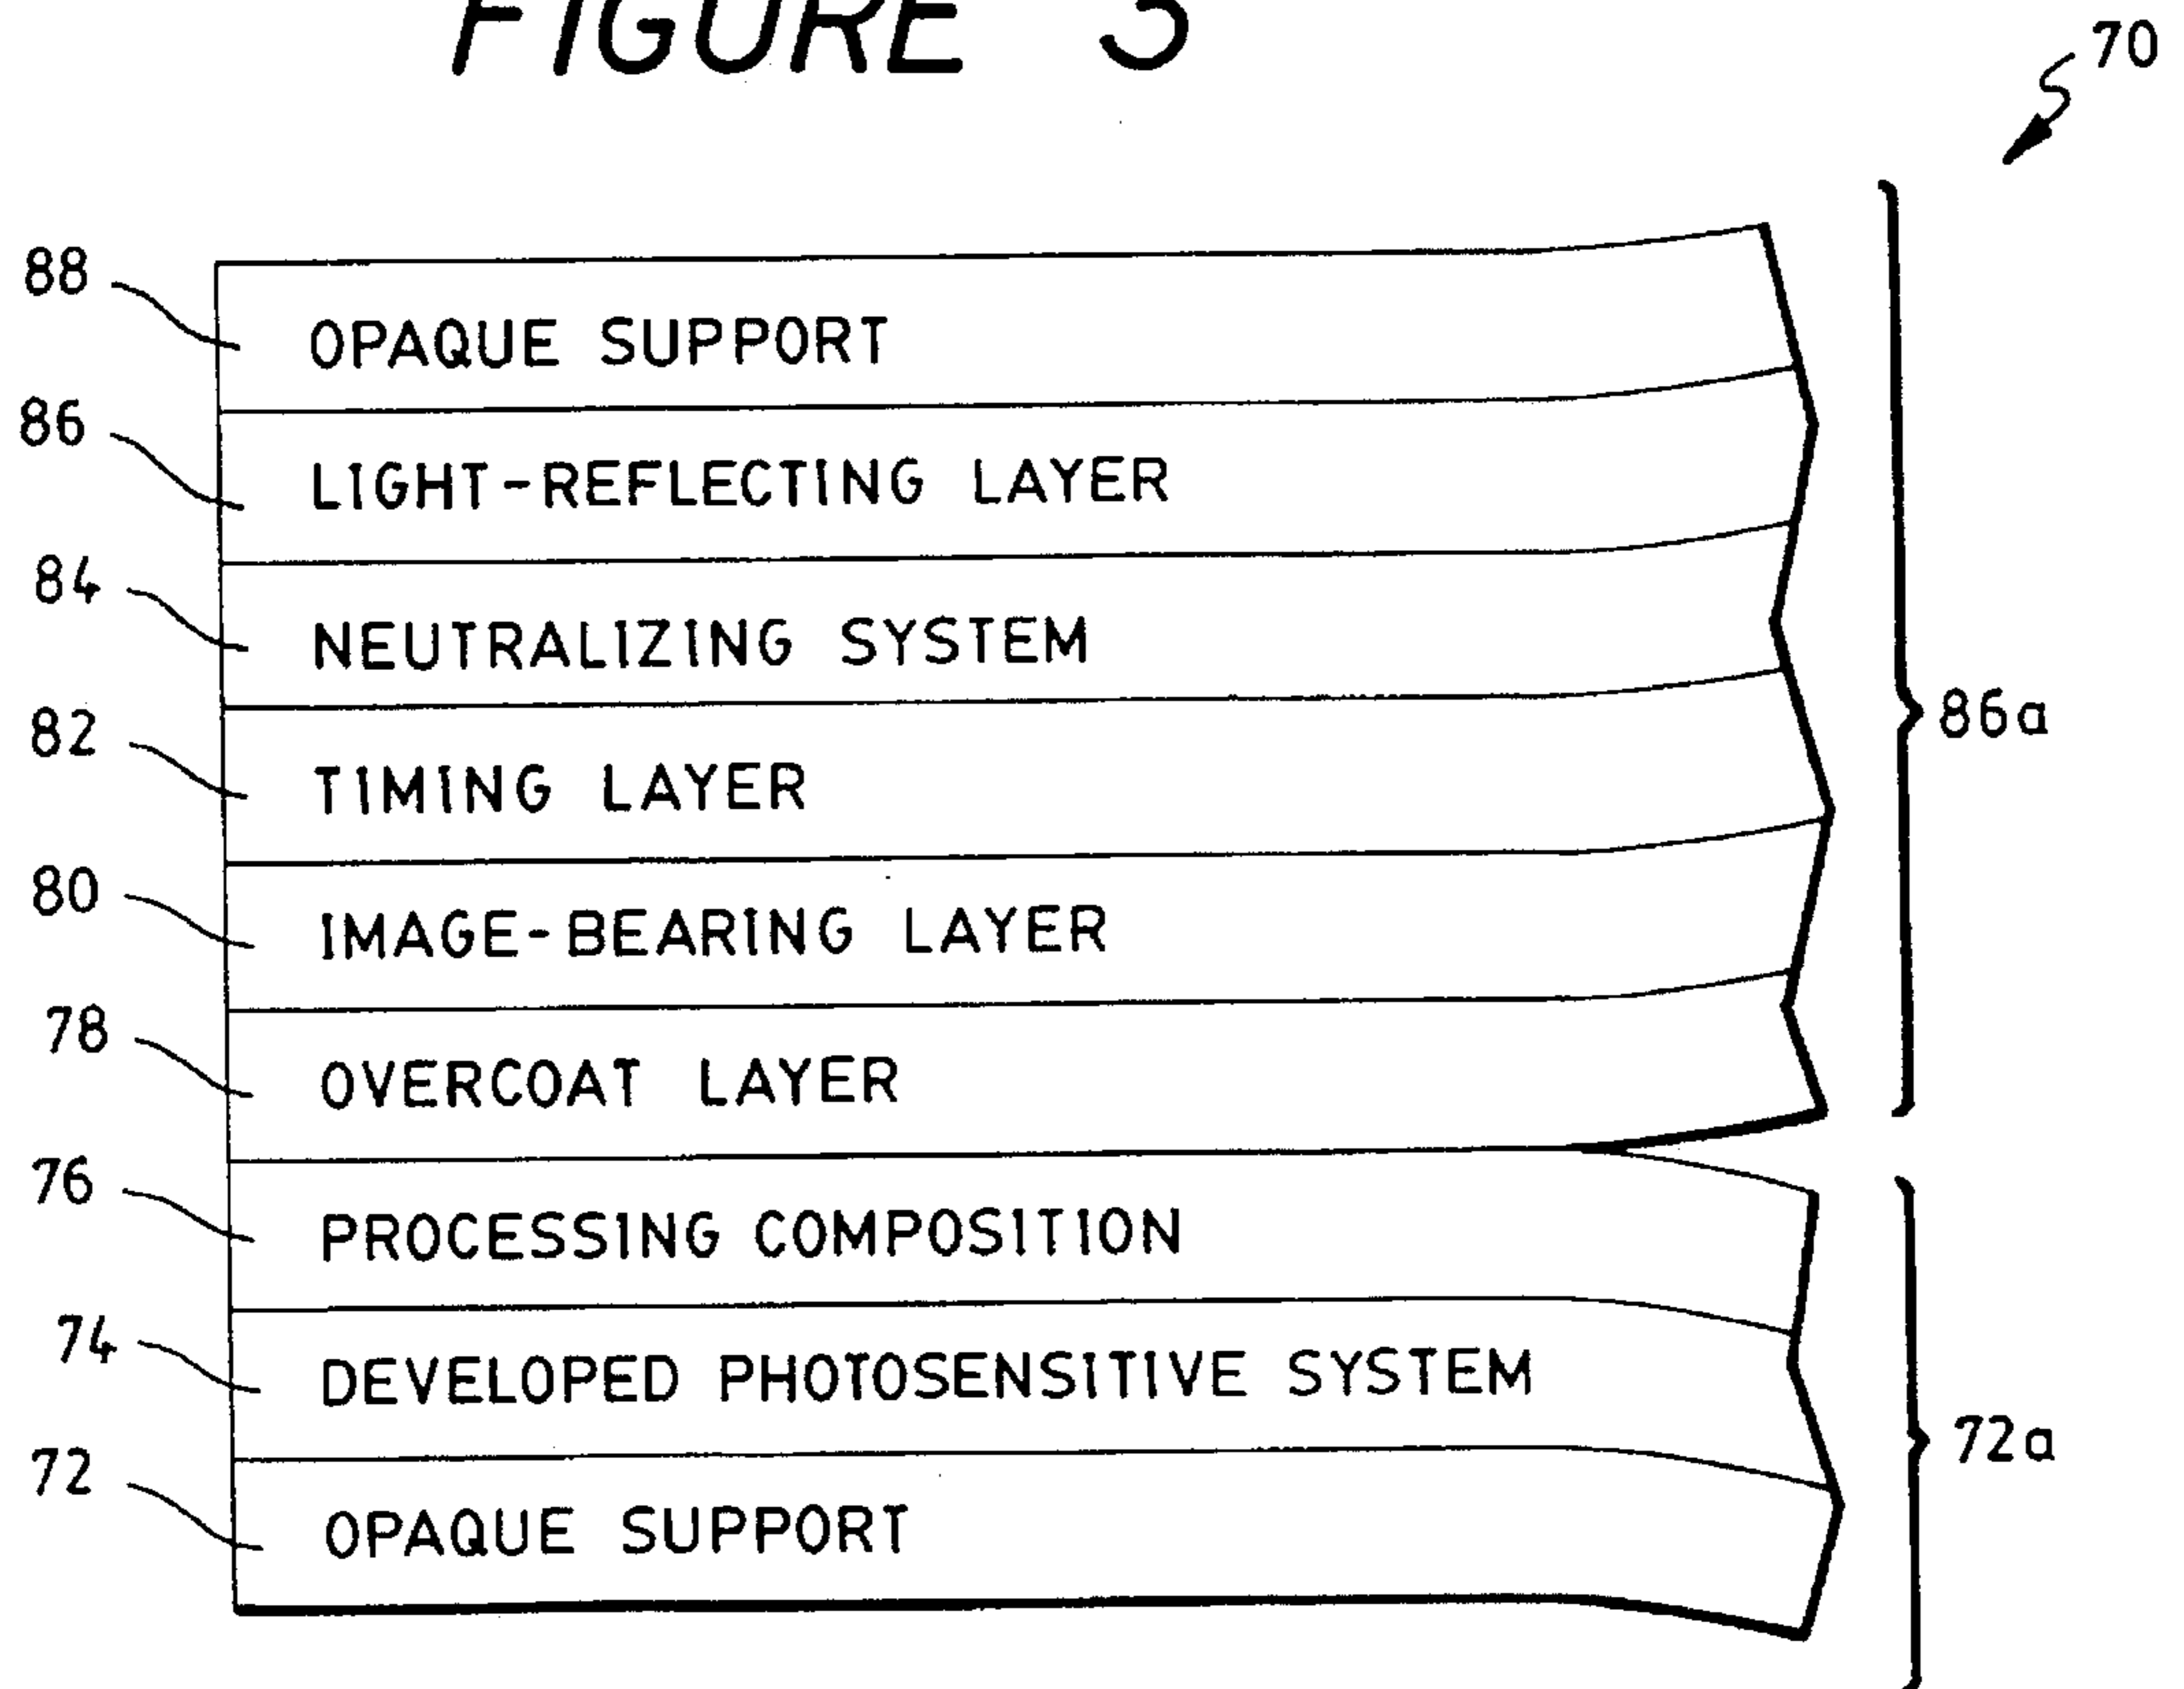 FIGURE 3
70
88
OPAQUE SUPPORT
86
LIGHT-REFLECTING LAYER
84
NEUTRALIZING SYSTEM
82
TIMING LAYER
86a
80
IMAGE-BEARING LAYER
78
OVERCOAT LAYER
76
PROCESSING COMPOSITION
74
DEVELOPED PHOTOSENSITIVE SYSTEM
72a
72
OPAQUE SUPPORT